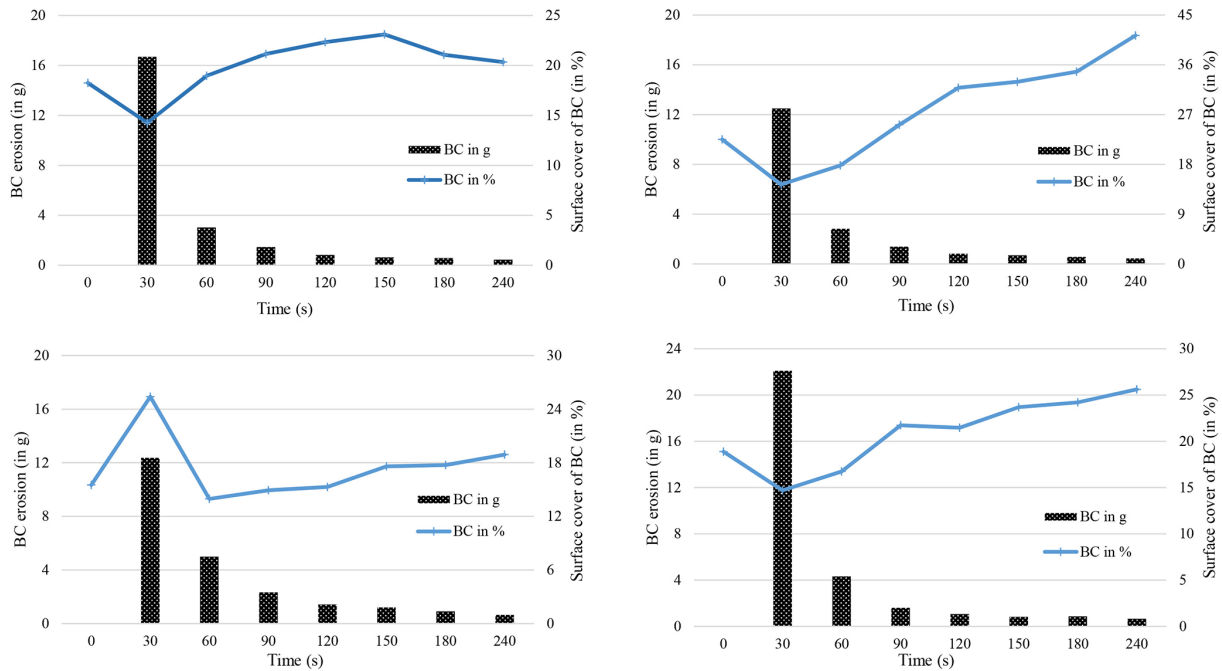 BC erosion (in g)
20
16
12
8
4
0
25
20
15
10
5
0
Surface cover of BC (in %)
BC in g
BC in %
0 30 60 90 120 150 180 240
Time (s)
BC erosion (in g)
20
16
12
8
4
0
45
36
27
18
9
0
Surface cover of BC (in %)
BC in g
BC in %
0 30 60 90 120 150 180 240
Time (s)
BC erosion (in g)
20
16
12
8
4
0
30
24
18
12
6
0
Surface cover of BC (in %)
BC in g
BC in %
0 30 60 90 120 150 180 240
Time (s)
BC erosion (in g)
24
20
16
12
8
4
0
30
25
20
15
10
5
0
Surface cover of BC (in %)
BC in g
BC in %
0 30 60 90 120 150 180 240
Time (s)